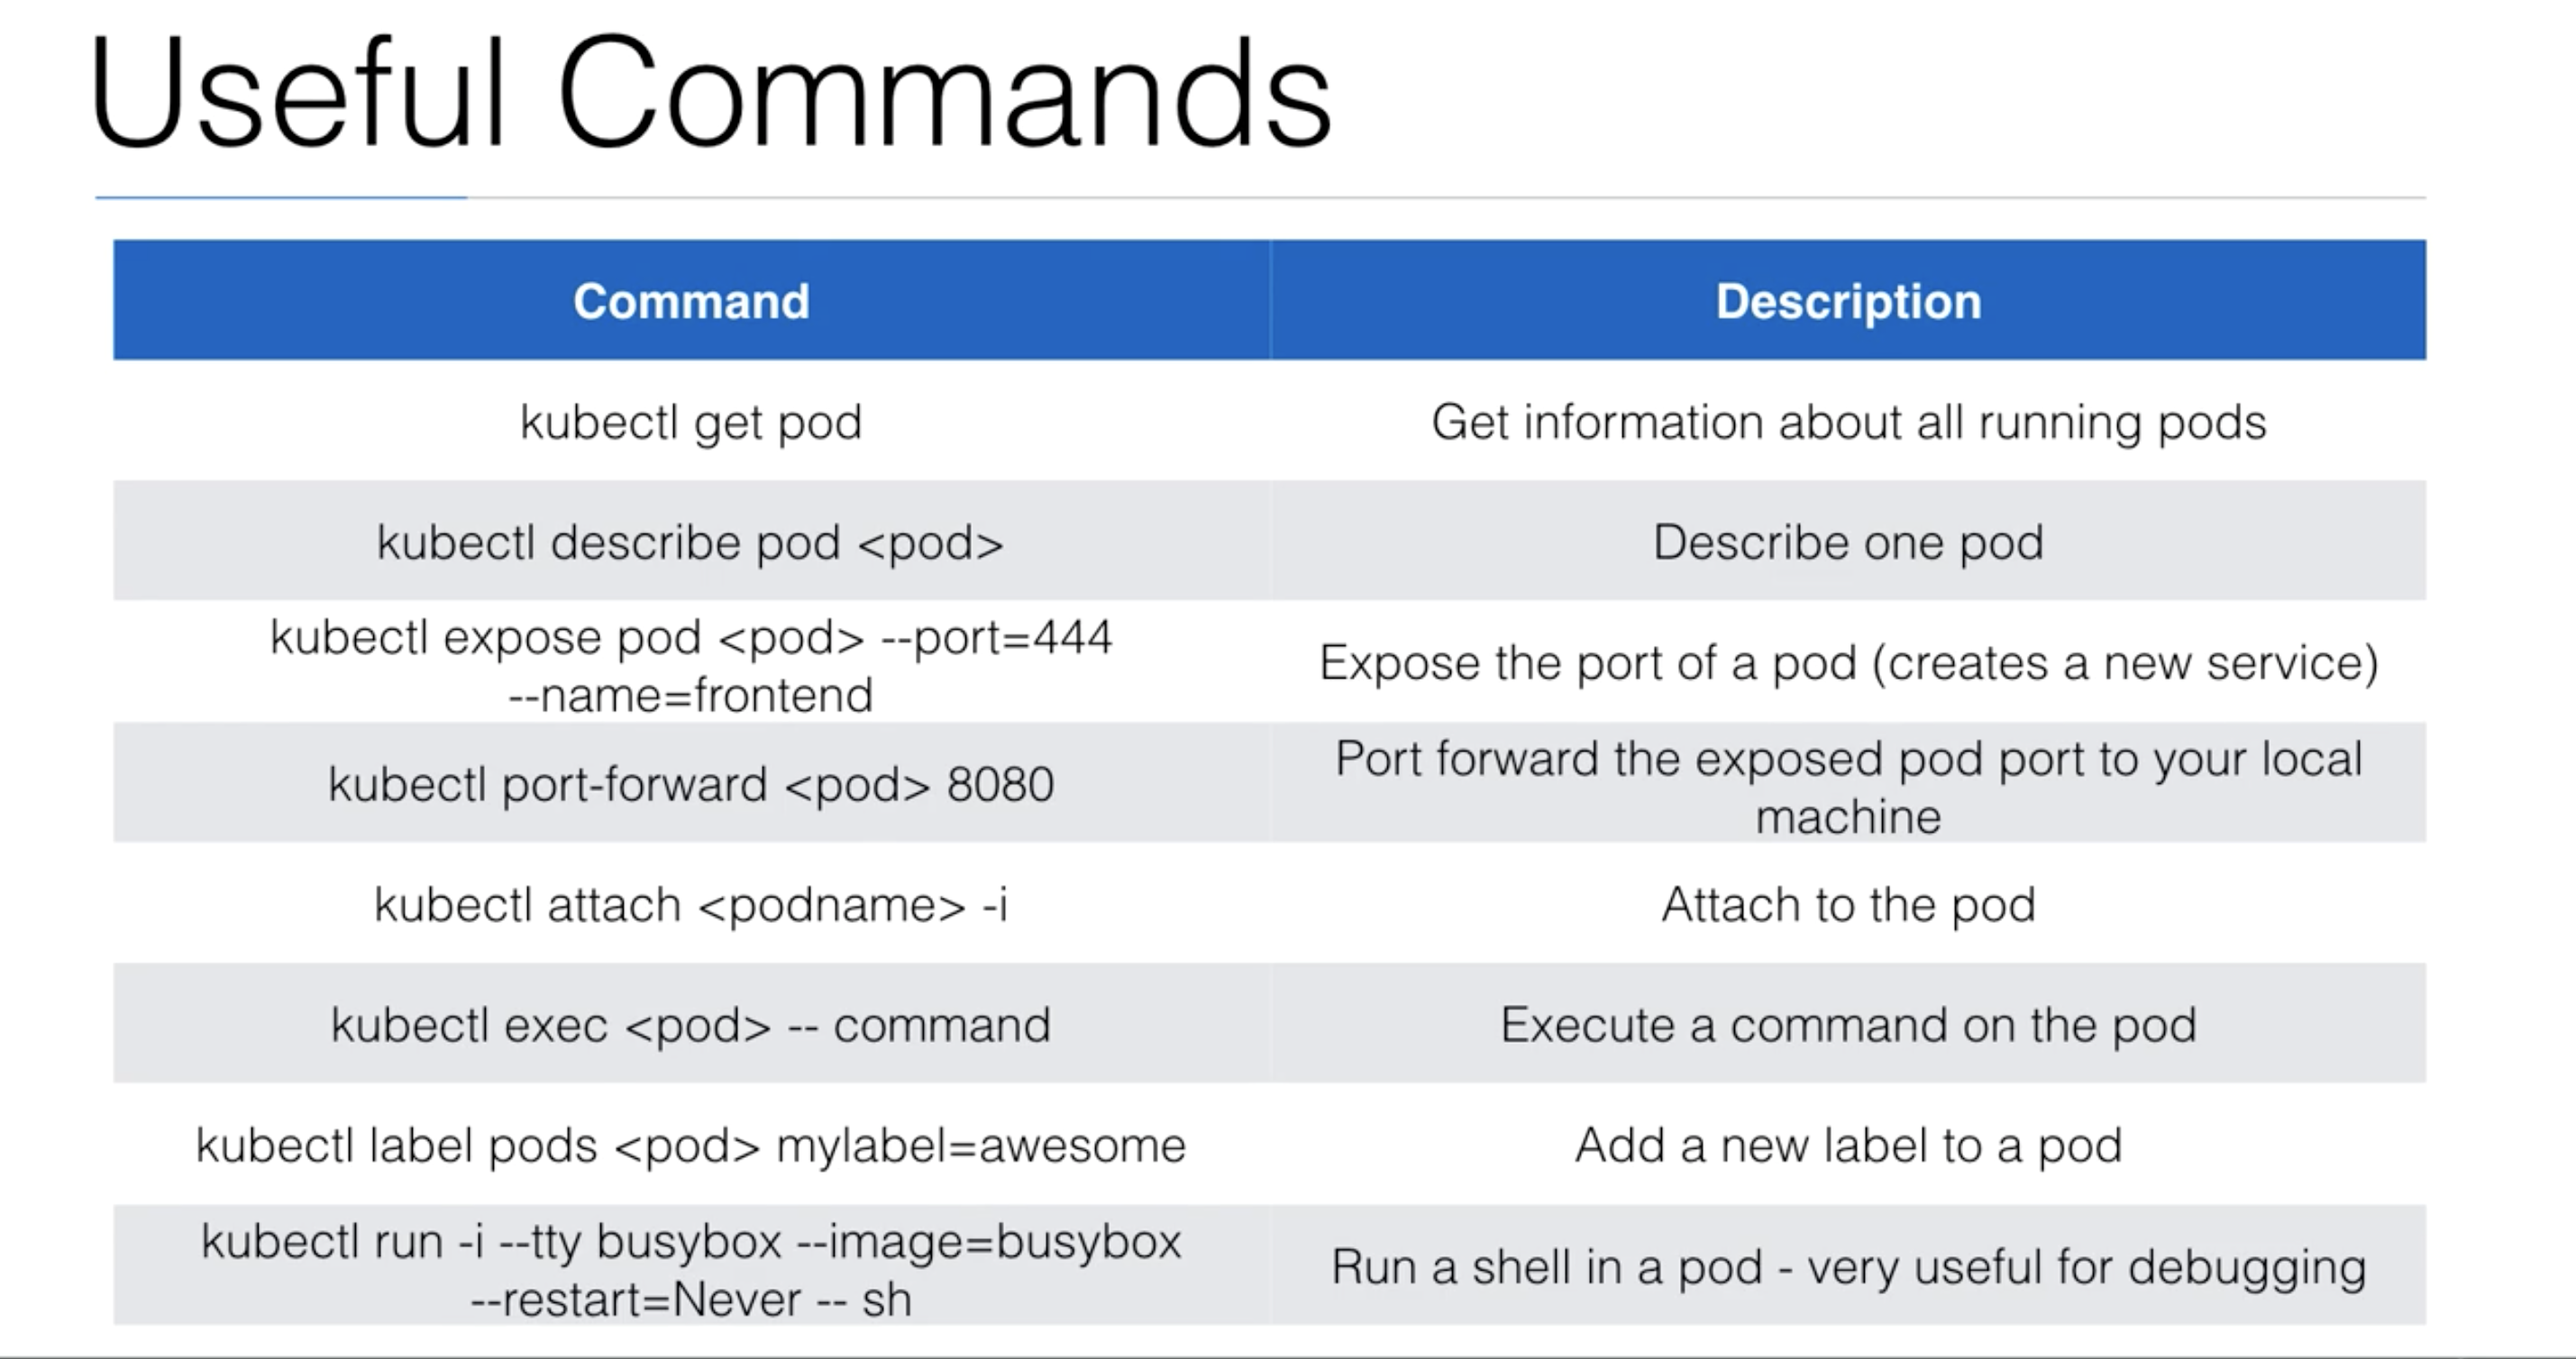 Useful Commands
Command
Description
kubectl get pod
Get information about all running pods
kubectl describe pod <pod>
Describe one pod
kubectl expose pod <pod> --port=444
--name=frontend
Expose the port of a pod (creates a new service)
kubectl port-forward <pod> 8080
Port forward the exposed pod port to your local
machine
kubectl attach <podname> -i
Attach to the pod
kubectl exec <pod> -- command
Execute a command on the pod
kubectl label pods <pod> mylabel=awesome
Add a new label to a pod
kubectl run -i --tty busybox --image=busybox
--restart=Never -- sh
Run a shell in a pod - very useful for debugging